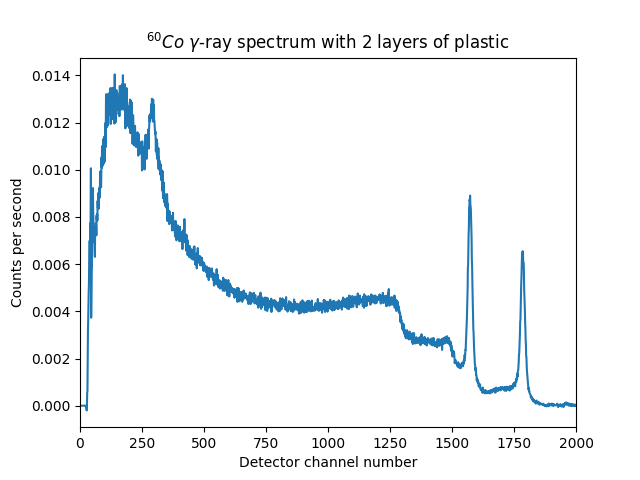 ⁶⁰Co γ-ray spectrum with 2 layers of plastic
Counts per second
0.014
0.012
0.010
0.008
0.006
0.004
0.002
0.000
0 250 500 750 1000 1250 1500 1750 2000
Detector channel number